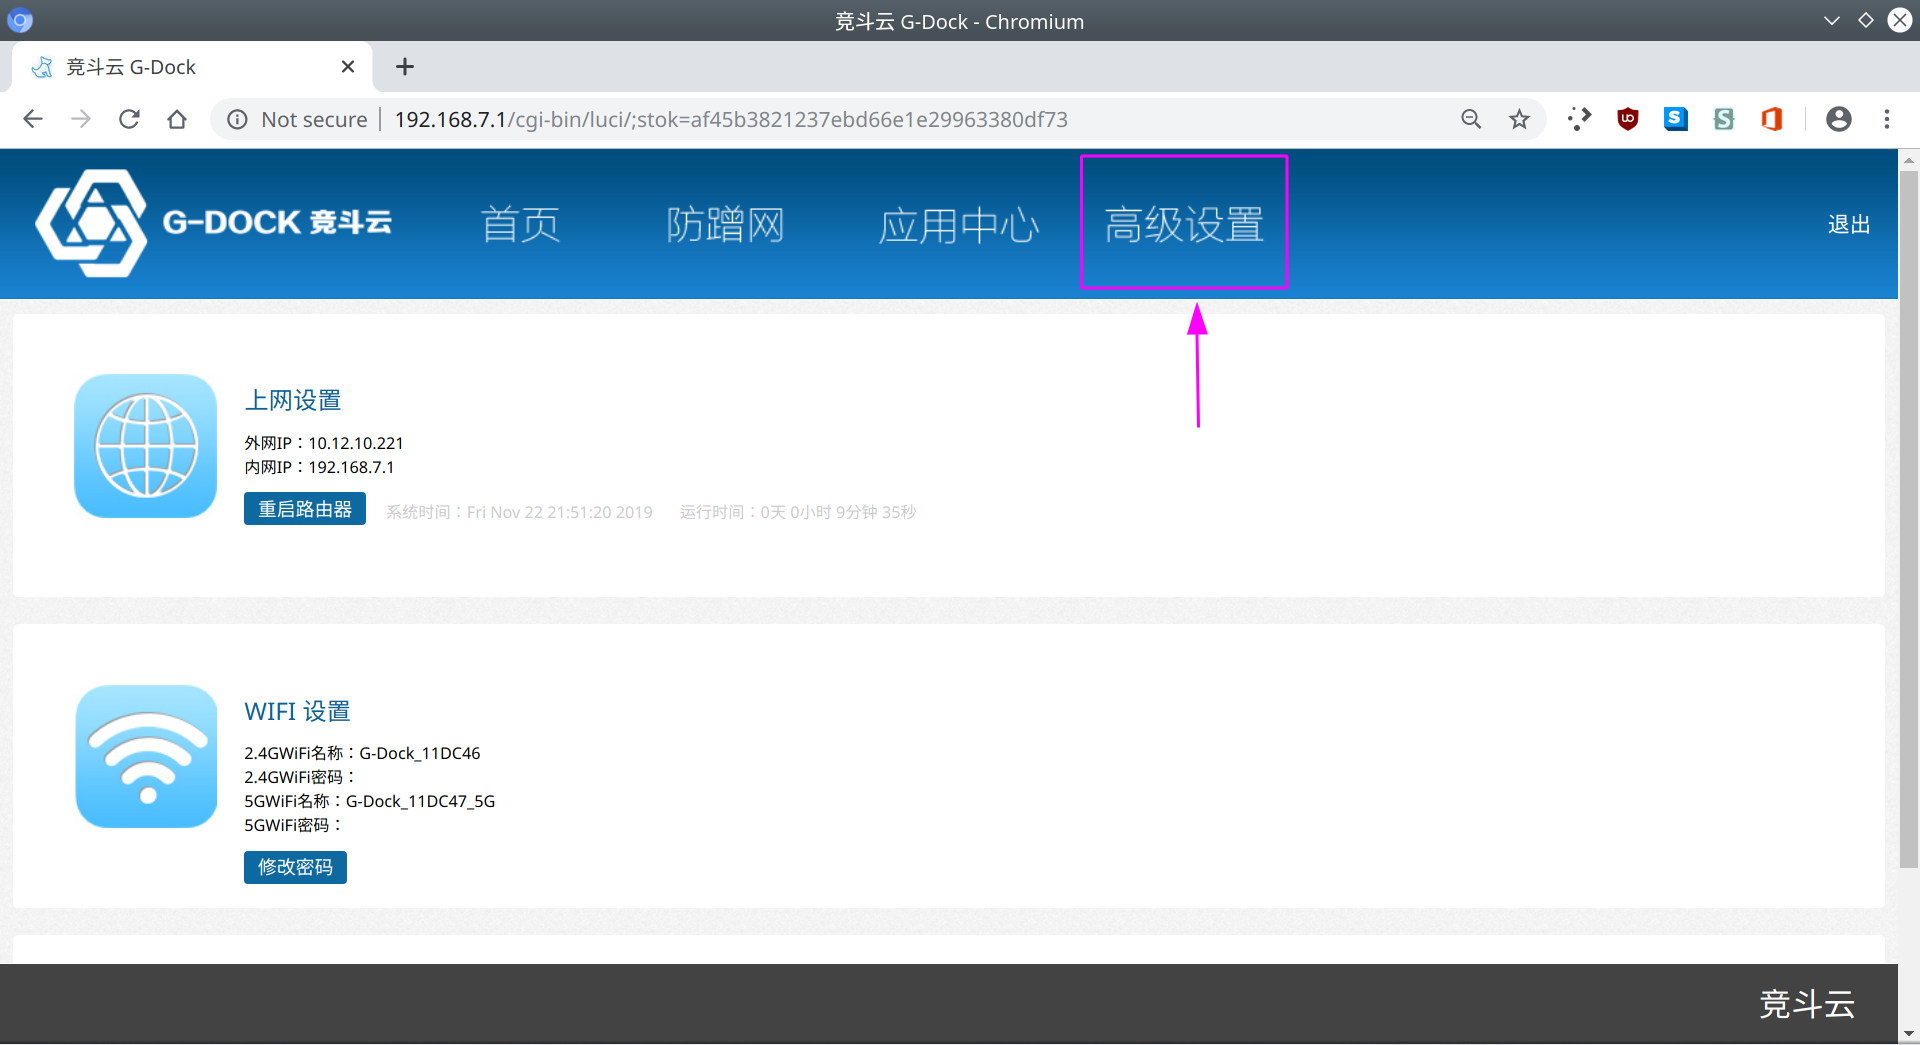 竞斗云 G-Dock - Chromium
竞斗云 G-Dock
Not secure 192.168.7.1/cgi-bin/luci/;stok=af45b3821237ebd66e1e29963380df73
G-DOCK 竞斗云 首页 防蹭网 应用中心 高级设置 退出
上网设置
外网IP：10.12.10.221
内网IP：192.168.7.1
重启路由器 系统时间：Fri Nov 22 21:51:20 2019 运行时间：0天 0小时 9分钟 35秒
WIFI 设置
2.4GWiFi名称：G-Dock_11DC46
2.4GWiFi密码：
5GWiFi名称：G-Dock_11DC47_5G
5GWiFi密码：
修改密码
竞斗云